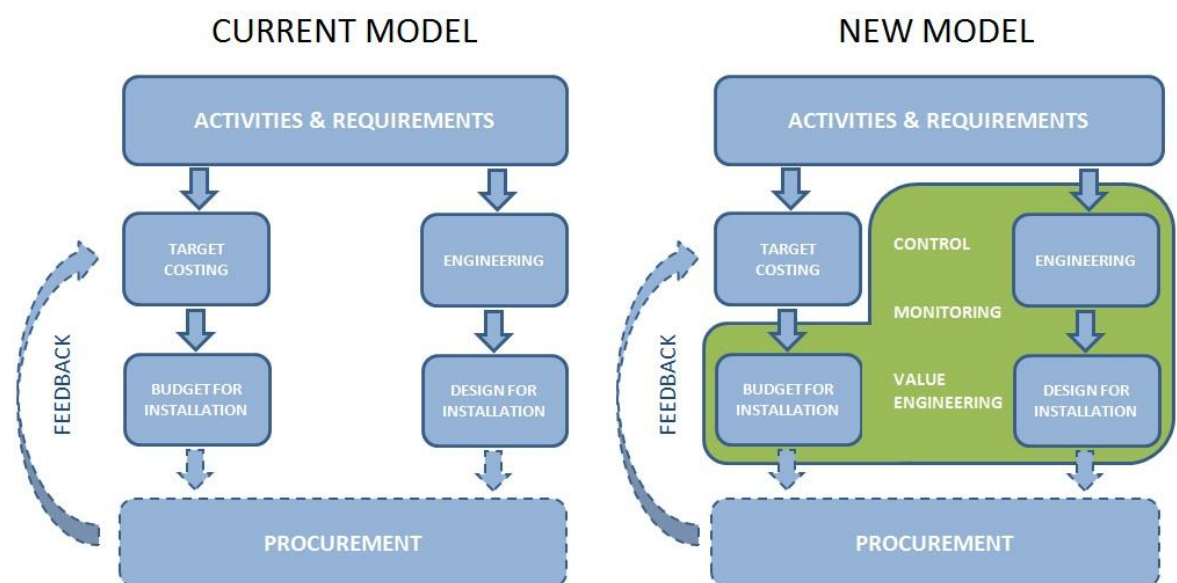 CURRENT MODEL
ACTIVITIES & REQUIREMENTS
TARGET
COSTING
ENGINEERING
FEEDBACK
BUDGET FOR
INSTALLATION
DESIGN FOR
INSTALLATION
PROCUREMENT
NEW MODEL
ACTIVITIES & REQUIREMENTS
TARGET
COSTING
CONTROL
ENGINEERING
MONITORING
FEEDBACK
BUDGET FOR
INSTALLATION
VALUE
ENGINEERING
DESIGN FOR
INSTALLATION
PROCUREMENT